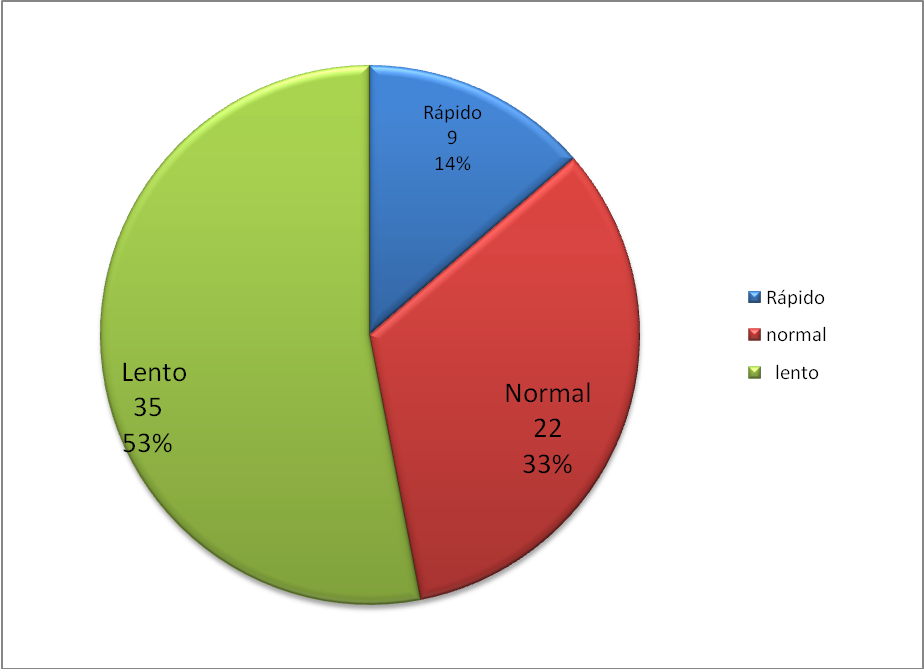 Rápido
9
14%
Lento
35
53%
Normal
22
33%
Rápido
normal
lento